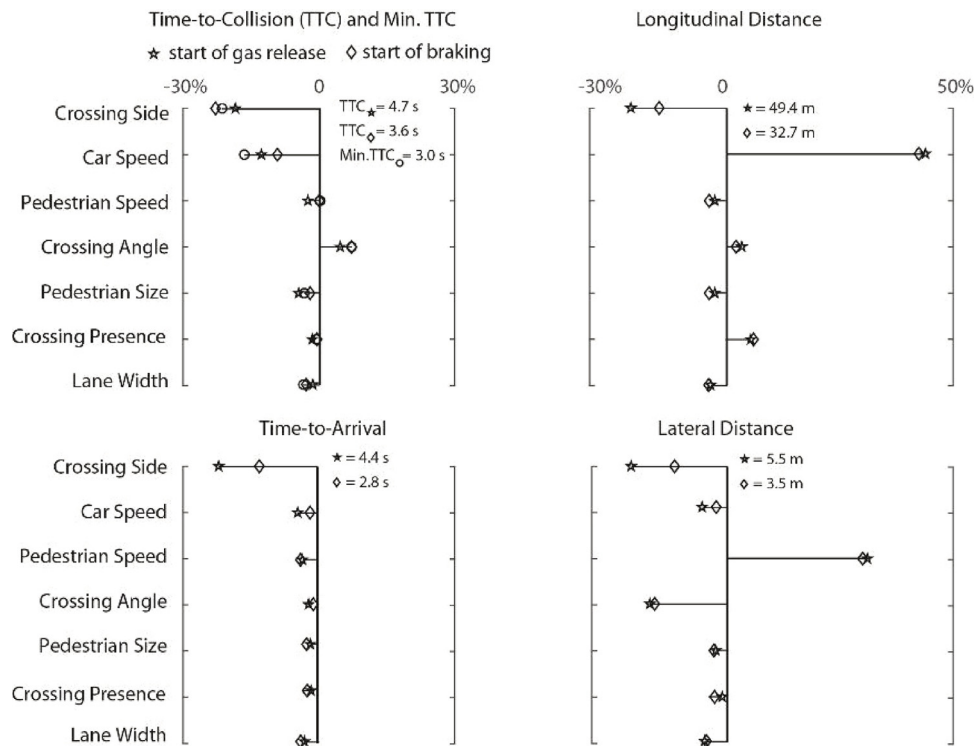 Time-to-Collision (TTC) and Min. TTC
Longitudinal Distance
☆ start of gas release ◇ start of braking
-30% 0 30%
-30% 0 50%
Crossing Side
Car Speed
Pedestrian Speed
Crossing Angle
Pedestrian Size
Crossing Presence
Lane Width
TTC★= 4.7 s
TTC◇= 3.6 s
Min.TTC○= 3.0 s
★= 49.4 m
◇ = 32.7 m
Time-to-Arrival
Lateral Distance
Crossing Side
Car Speed
Pedestrian Speed
Crossing Angle
Pedestrian Size
Crossing Presence
Lane Width
★ = 4.4 s
◇ = 2.8 s
★ = 5.5 m
◇ = 3.5 m